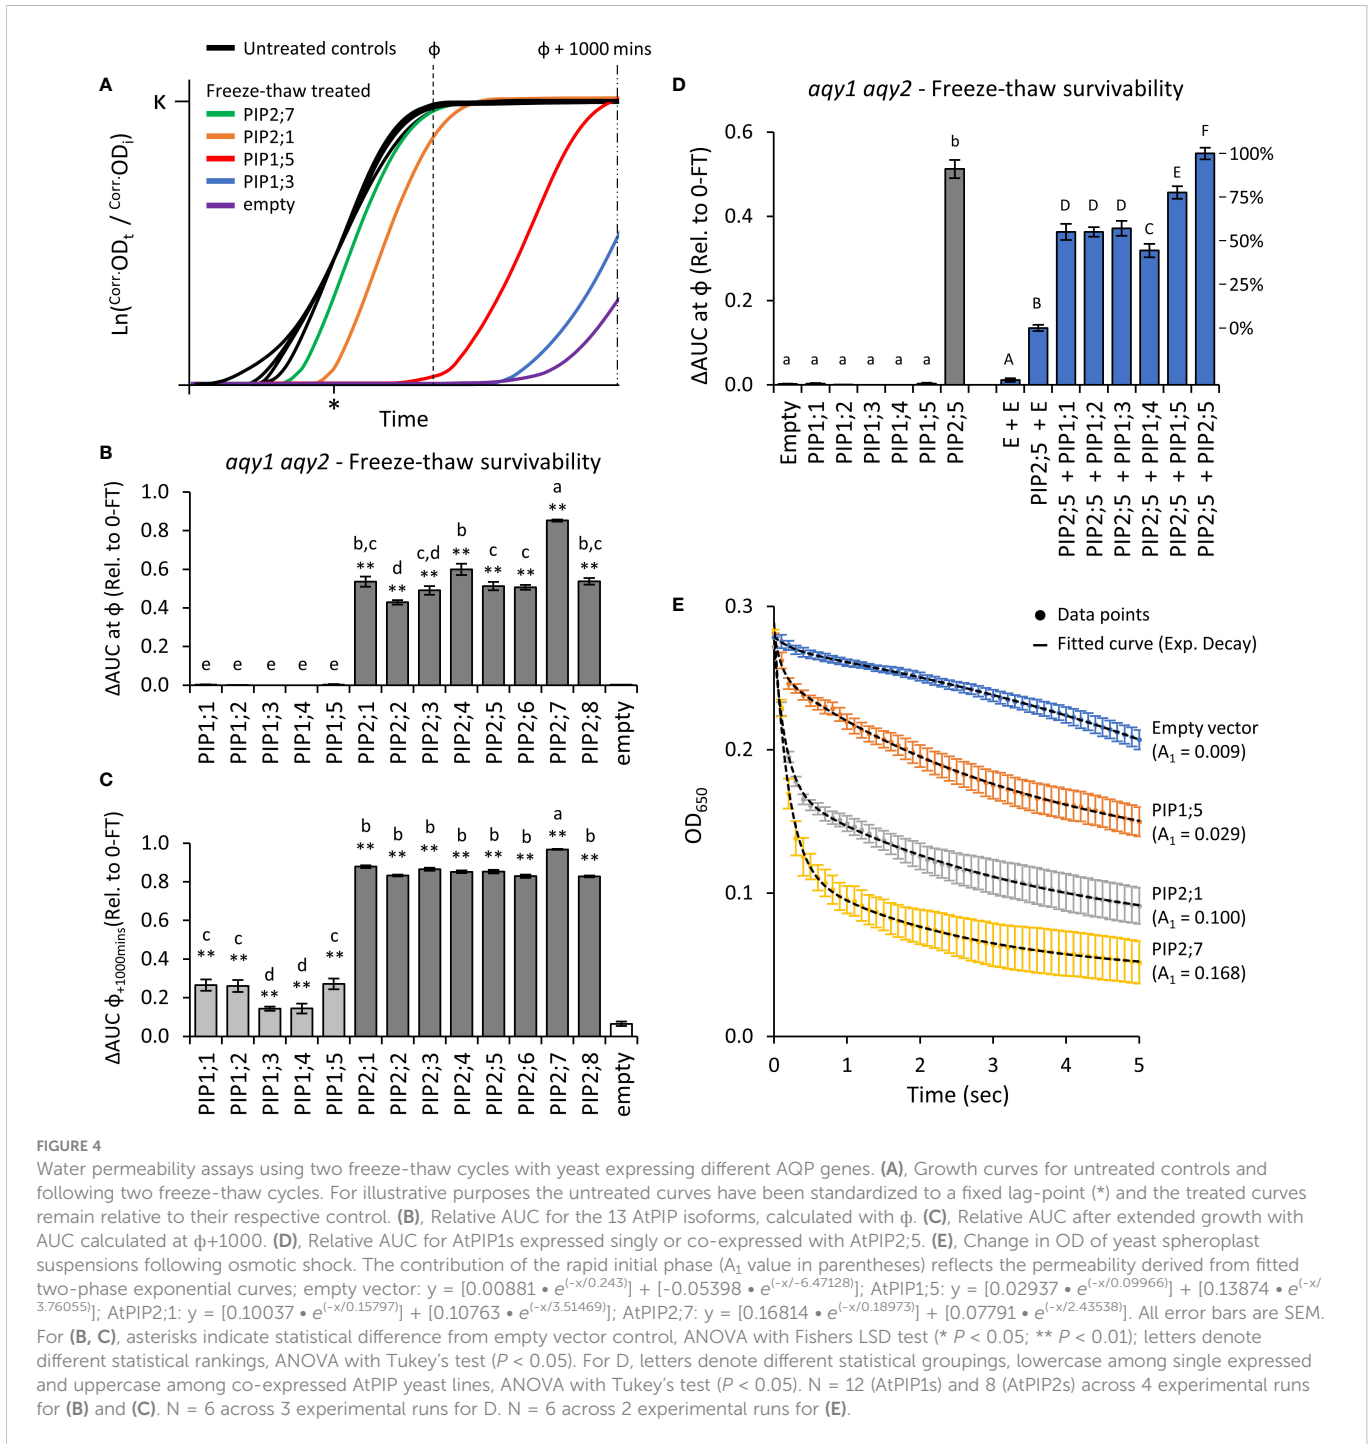 A
Untreated controls
ϕ
ϕ + 1000 mins
Freeze-thaw treated
PIP2;7
PIP2;1
PIP1;5
PIP1;3
empty
K
Ln(Corr.ODt / Corr.ODi)
*
Time
B
aqy1 aqy2 - Freeze-thaw survivability
ΔAUC at ϕ (Rel. to 0-FT)
1.0
0.8
0.6
0.4
0.2
0.0
e e e e e b,c d c,d b c c a b,c
** ** ** ** ** ** ** **
PIP1;1 PIP1;2 PIP1;3 PIP1;4 PIP1;5 PIP2;1 PIP2;2 PIP2;3 PIP2;4 PIP2;5 PIP2;6 PIP2;7 PIP2;8 empty
C
ΔAUC ϕ+1000mins(Rel. to 0-FT)
1.0
0.8
0.6
0.4
0.2
0.0
c c d d c b b b b b b a b
** ** ** ** ** ** ** ** ** ** ** ** **
PIP1;1 PIP1;2 PIP1;3 PIP1;4 PIP1;5 PIP2;1 PIP2;2 PIP2;3 PIP2;4 PIP2;5 PIP2;6 PIP2;7 PIP2;8 empty
D
aqy1 aqy2 - Freeze-thaw survivability
ΔAUC at ϕ (Rel. to 0-FT)
0.6
0.4
0.2
0.0
a a a a a a b A B D D D C E F
100%
75%
50%
25%
0%
Empty PIP1;1 PIP1;2 PIP1;3 PIP1;4 PIP1;5 PIP2;5
E + E
PIP2;5 + E
PIP2;5 + PIP1;1
PIP2;5 + PIP1;2
PIP2;5 + PIP1;3
PIP2;5 + PIP1;4
PIP2;5 + PIP1;5
PIP2;5 + PIP2;5
E
OD650
0.3
0.2
0.1
0.0
Data points
Fitted curve (Exp. Decay)
Empty vector
(A1 = 0.009)
PIP1;5
(A1 = 0.029)
PIP2;1
(A1 = 0.100)
PIP2;7
(A1 = 0.168)
0 1 2 3 4 5
Time (sec)
FIGURE 4
Water permeability assays using two freeze-thaw cycles with yeast expressing different AQP genes. (A), Growth curves for untreated controls and
following two freeze-thaw cycles. For illustrative purposes the untreated curves have been standardized to a fixed lag-point (*) and the treated curves
remain relative to their respective control. (B), Relative AUC for the 13 AtPIP isoforms, calculated with ϕ. (C), Relative AUC after extended growth with
AUC calculated at ϕ+1000. (D), Relative AUC for AtPIP1s expressed singly or co-expressed with AtPIP2;5. (E), Change in OD of yeast spheroplast
suspensions following osmotic shock. The contribution of the rapid initial phase (A1 value in parentheses) reflects the permeability derived from fitted
two-phase exponential curves; empty vector: y = [0.00881 • e(-x/0.243)] + [-0.05398 • e(-x/-6.47128)]; AtPIP1;5: y = [0.02937 • e(-x/0.09966)] + [0.13874 • e(-x/
3.76055)]; AtPIP2;1: y = [0.10037 • e(-x/0.15797)] + [0.10763 • e(-x/3.51469)]; AtPIP2;7: y = [0.16814 • e(-x/0.18973)] + [0.07791 • e(-x/2.43538)]. All error bars are SEM.
For (B, C), asterisks indicate statistical difference from empty vector control, ANOVA with Fishers LSD test (* P < 0.05; ** P < 0.01); letters denote
different statistical rankings, ANOVA with Tukey's test (P < 0.05). For D, letters denote different statistical groupings, lowercase among single expressed
and uppercase among co-expressed AtPIP yeast lines, ANOVA with Tukey's test (P < 0.05). N = 12 (AtPIP1s) and 8 (AtPIP2s) across 4 experimental runs
for (B) and (C). N = 6 across 3 experimental runs for D. N = 6 across 2 experimental runs for (E).